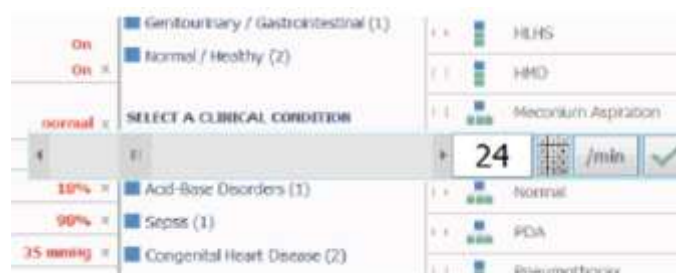 Genitourinary / Gastrointestinal (1)
On
HLHS
Normal / Healthy (2)
On ×
HMD
normal ×
SELECT A CLINICAL CONDITION
Meconium Aspiration
24
/min
18% ×
Acid-Base Disorders (1)
Normal
98% ×
Sepsis (1)
PDA
35 mmHg ×
Congenital Heart Disease (2)
Pneumothorax